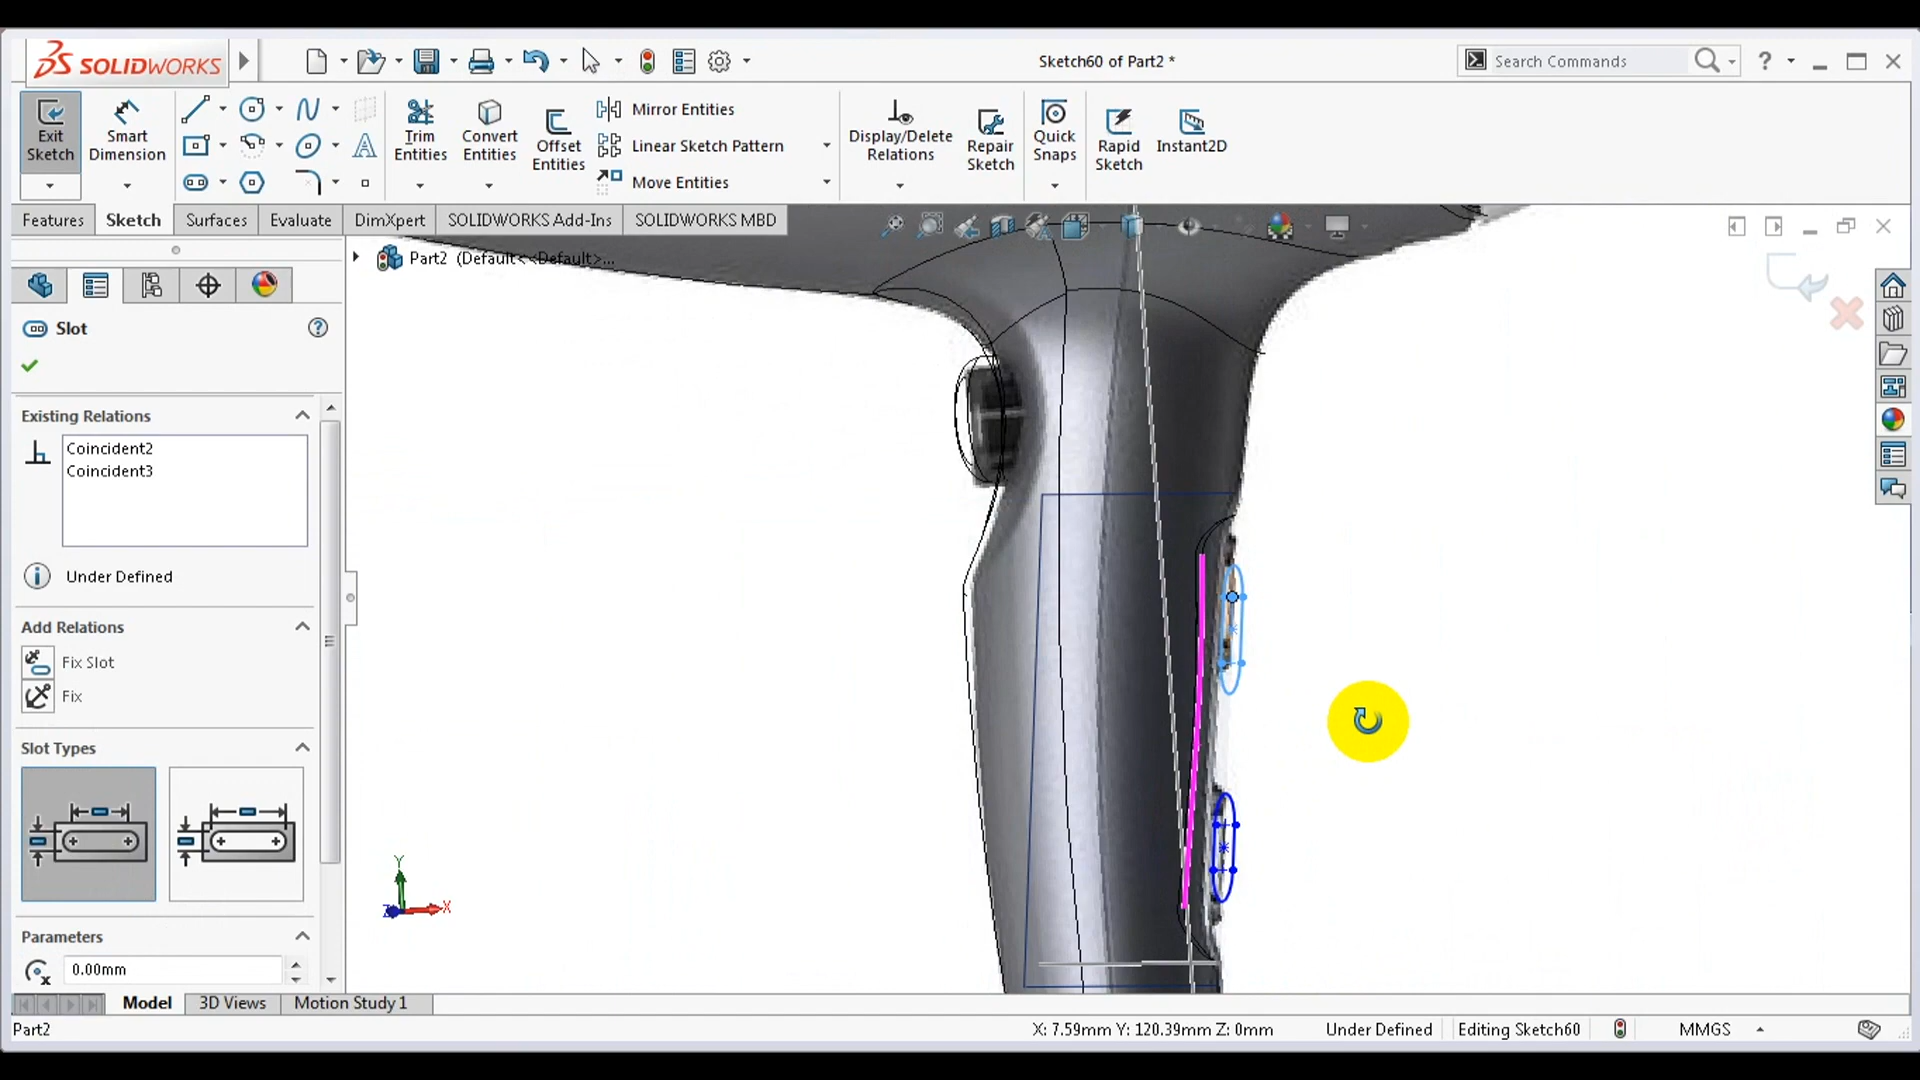 SOLIDWORKS
Sketch60 of Part2 *
Search Commands
Exit Sketch
Smart Dimension
Trim Entities
Convert Entities
Offset Entities
Mirror Entities
Linear Sketch Pattern
Move Entities
Display/Delete Relations
Repair Sketch
Quick Snaps
Rapid Sketch
Instant2D
Features
Sketch
Surfaces
Evaluate
DimXpert
SOLIDWORKS Add-Ins
SOLIDWORKS MBD
Part2 (Default<<Default>...
Slot
Existing Relations
Coincident2
Coincident3
Under Defined
Add Relations
Fix Slot
Fix
Slot Types
Parameters
0.00mm
Y
X
Z
Model
3D Views
Motion Study 1
Part2
X: 7.59mm Y: 120.39mm Z: 0mm
Under Defined
Editing Sketch60
MMGS